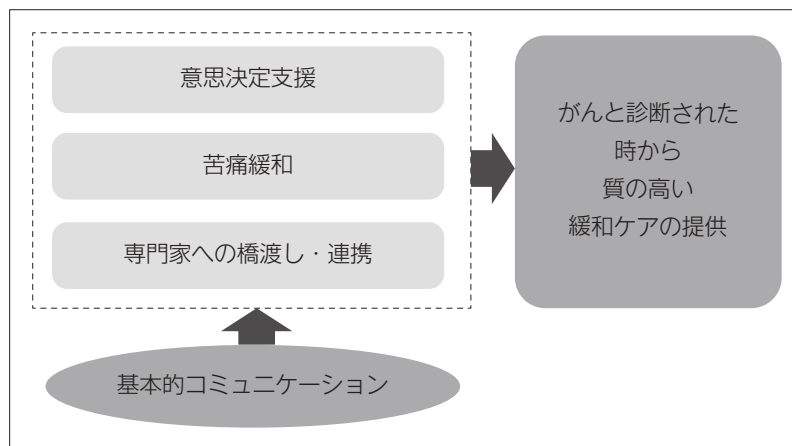 意思決定支援
苦痛緩和
専門家への橋渡し・連携
基本的コミュニケーション
がんと診断された
時から
質の高い
緩和ケアの提供